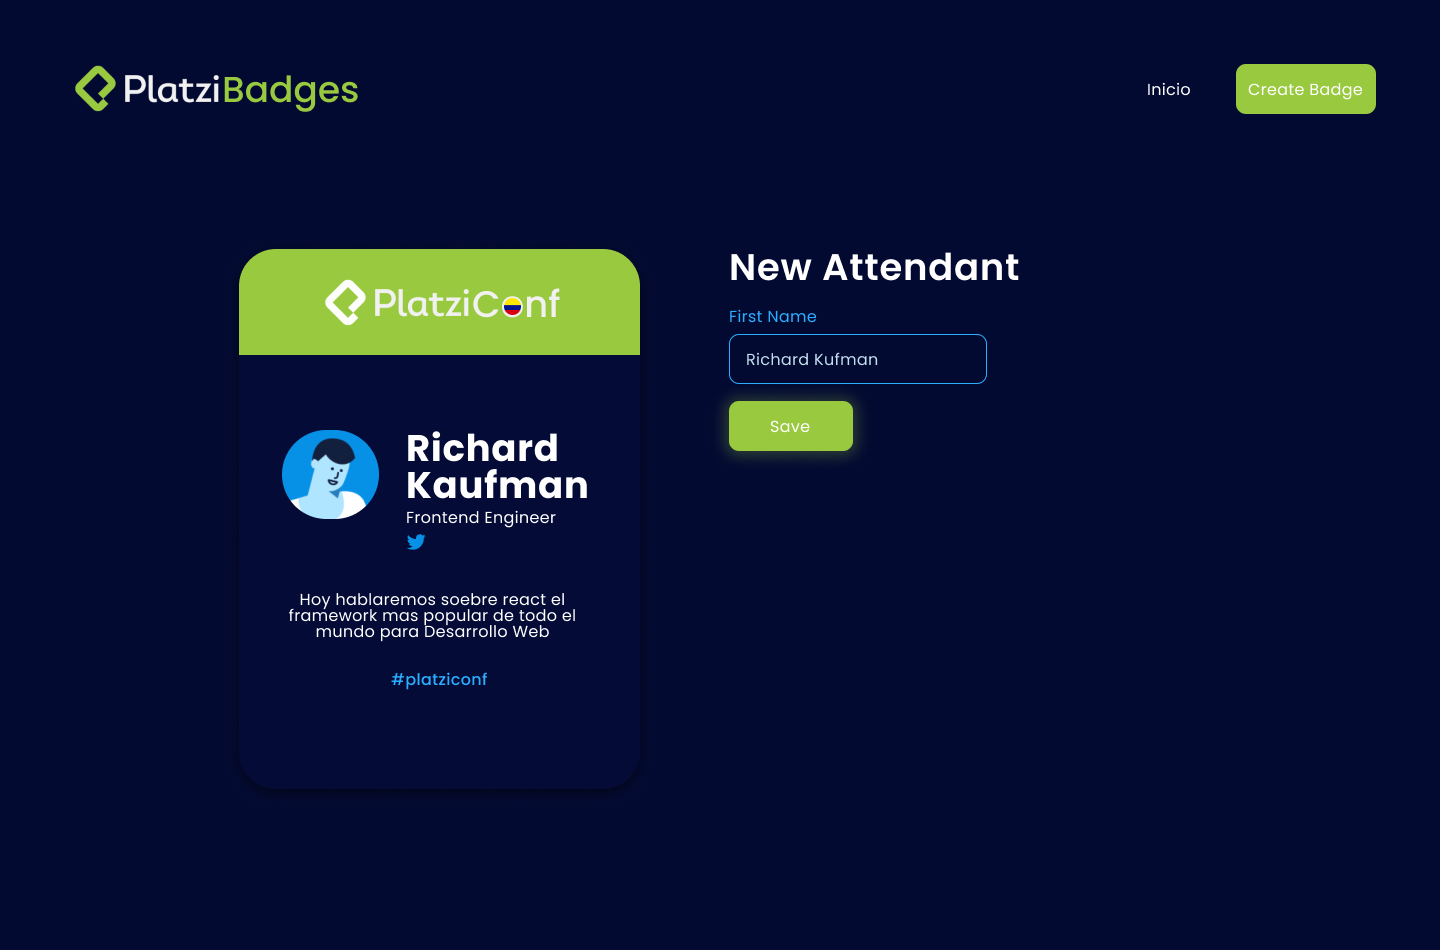 PlatziBadges
Inicio
Create Badge
PlatziConf
Richard
Kaufman
Frontend Engineer
Hoy hablaremos soebre react el
framework mas popular de todo el
mundo para Desarrollo Web
#platziconf
New Attendant
First Name
Richard Kufman
Save